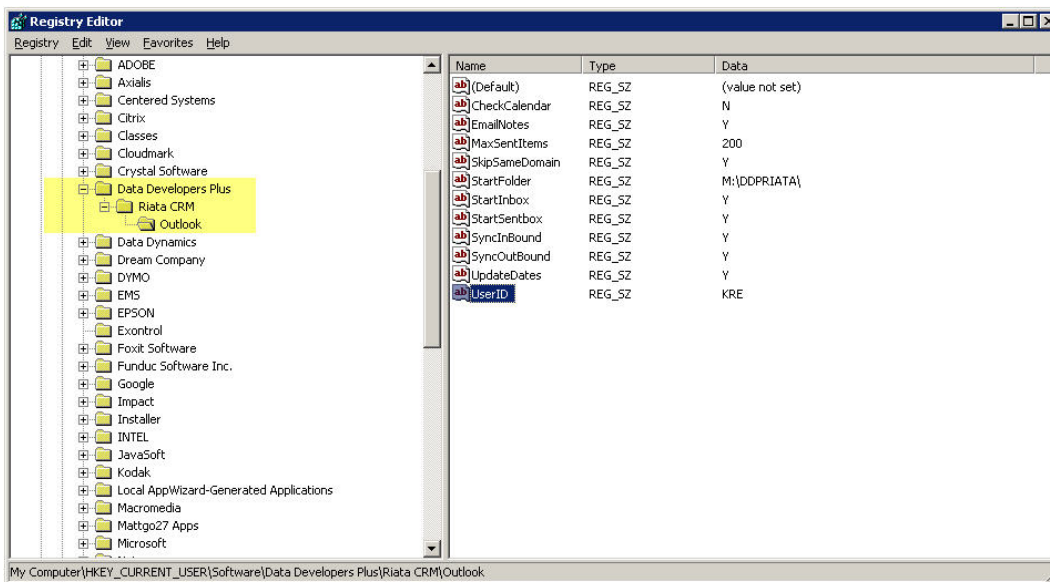 Registry Editor
Registry Edit View Favorites Help
ADOBE
Axialis
Centered Systems
Citrix
Classes
Cloudmark
Crystal Software
Data Developers Plus
Riata CRM
Outlook
Data Dynamics
Dream Company
DYMO
EMS
EPSON
Exontrol
Foxit Software
Funduc Software Inc.
Google
Impact
Installer
INTEL
JavaSoft
Kodak
Local AppWizard-Generated Applications
Macromedia
Mattgo27 Apps
Microsoft
Name Type Data
(Default) REG_SZ (value not set)
CheckCalendar REG_SZ N
EmailNotes REG_SZ Y
MaxSentItems REG_SZ 200
SkipSameDomain REG_SZ Y
StartFolder REG_SZ M:\DDPRIATA\
StartInbox REG_SZ Y
StartSentbox REG_SZ Y
SyncInBound REG_SZ Y
SyncOutBound REG_SZ Y
UpdateDates REG_SZ Y
UserID REG_SZ KRE
My Computer\HKEY_CURRENT_USER\Software\Data Developers Plus\Riata CRM\Outlook